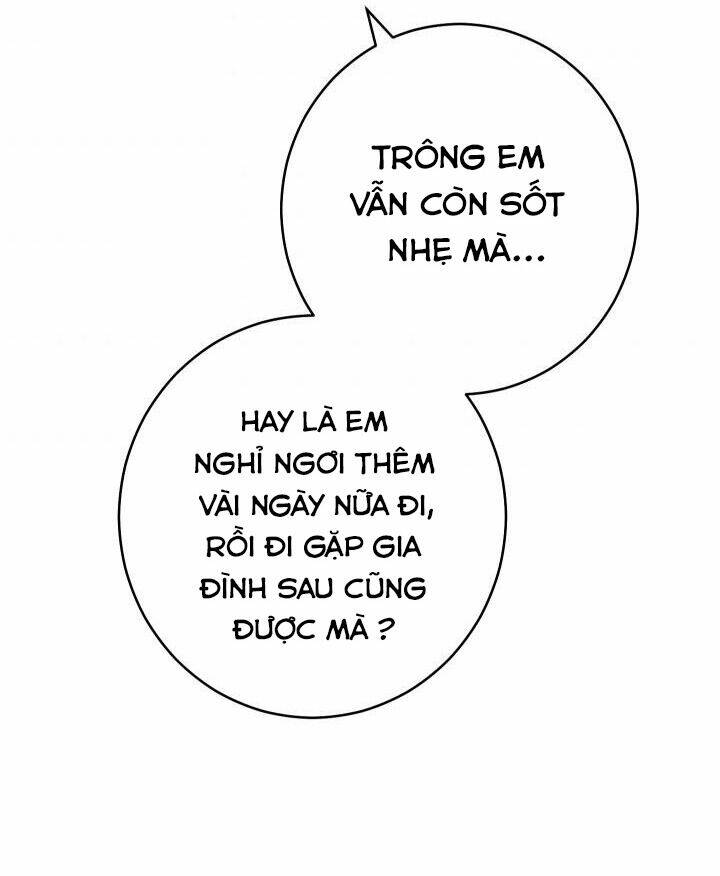 TRÔNG EM
VẪN CÒN SỐT
NHẸ MÀ...
HAY LÀ EM
NGHỈ NGƠI THÊM
VÀI NGÀY NỮA ĐI,
RỒI ĐI GẶP GIA
ĐÌNH SAU CŨNG
ĐƯỢC MÀ ?